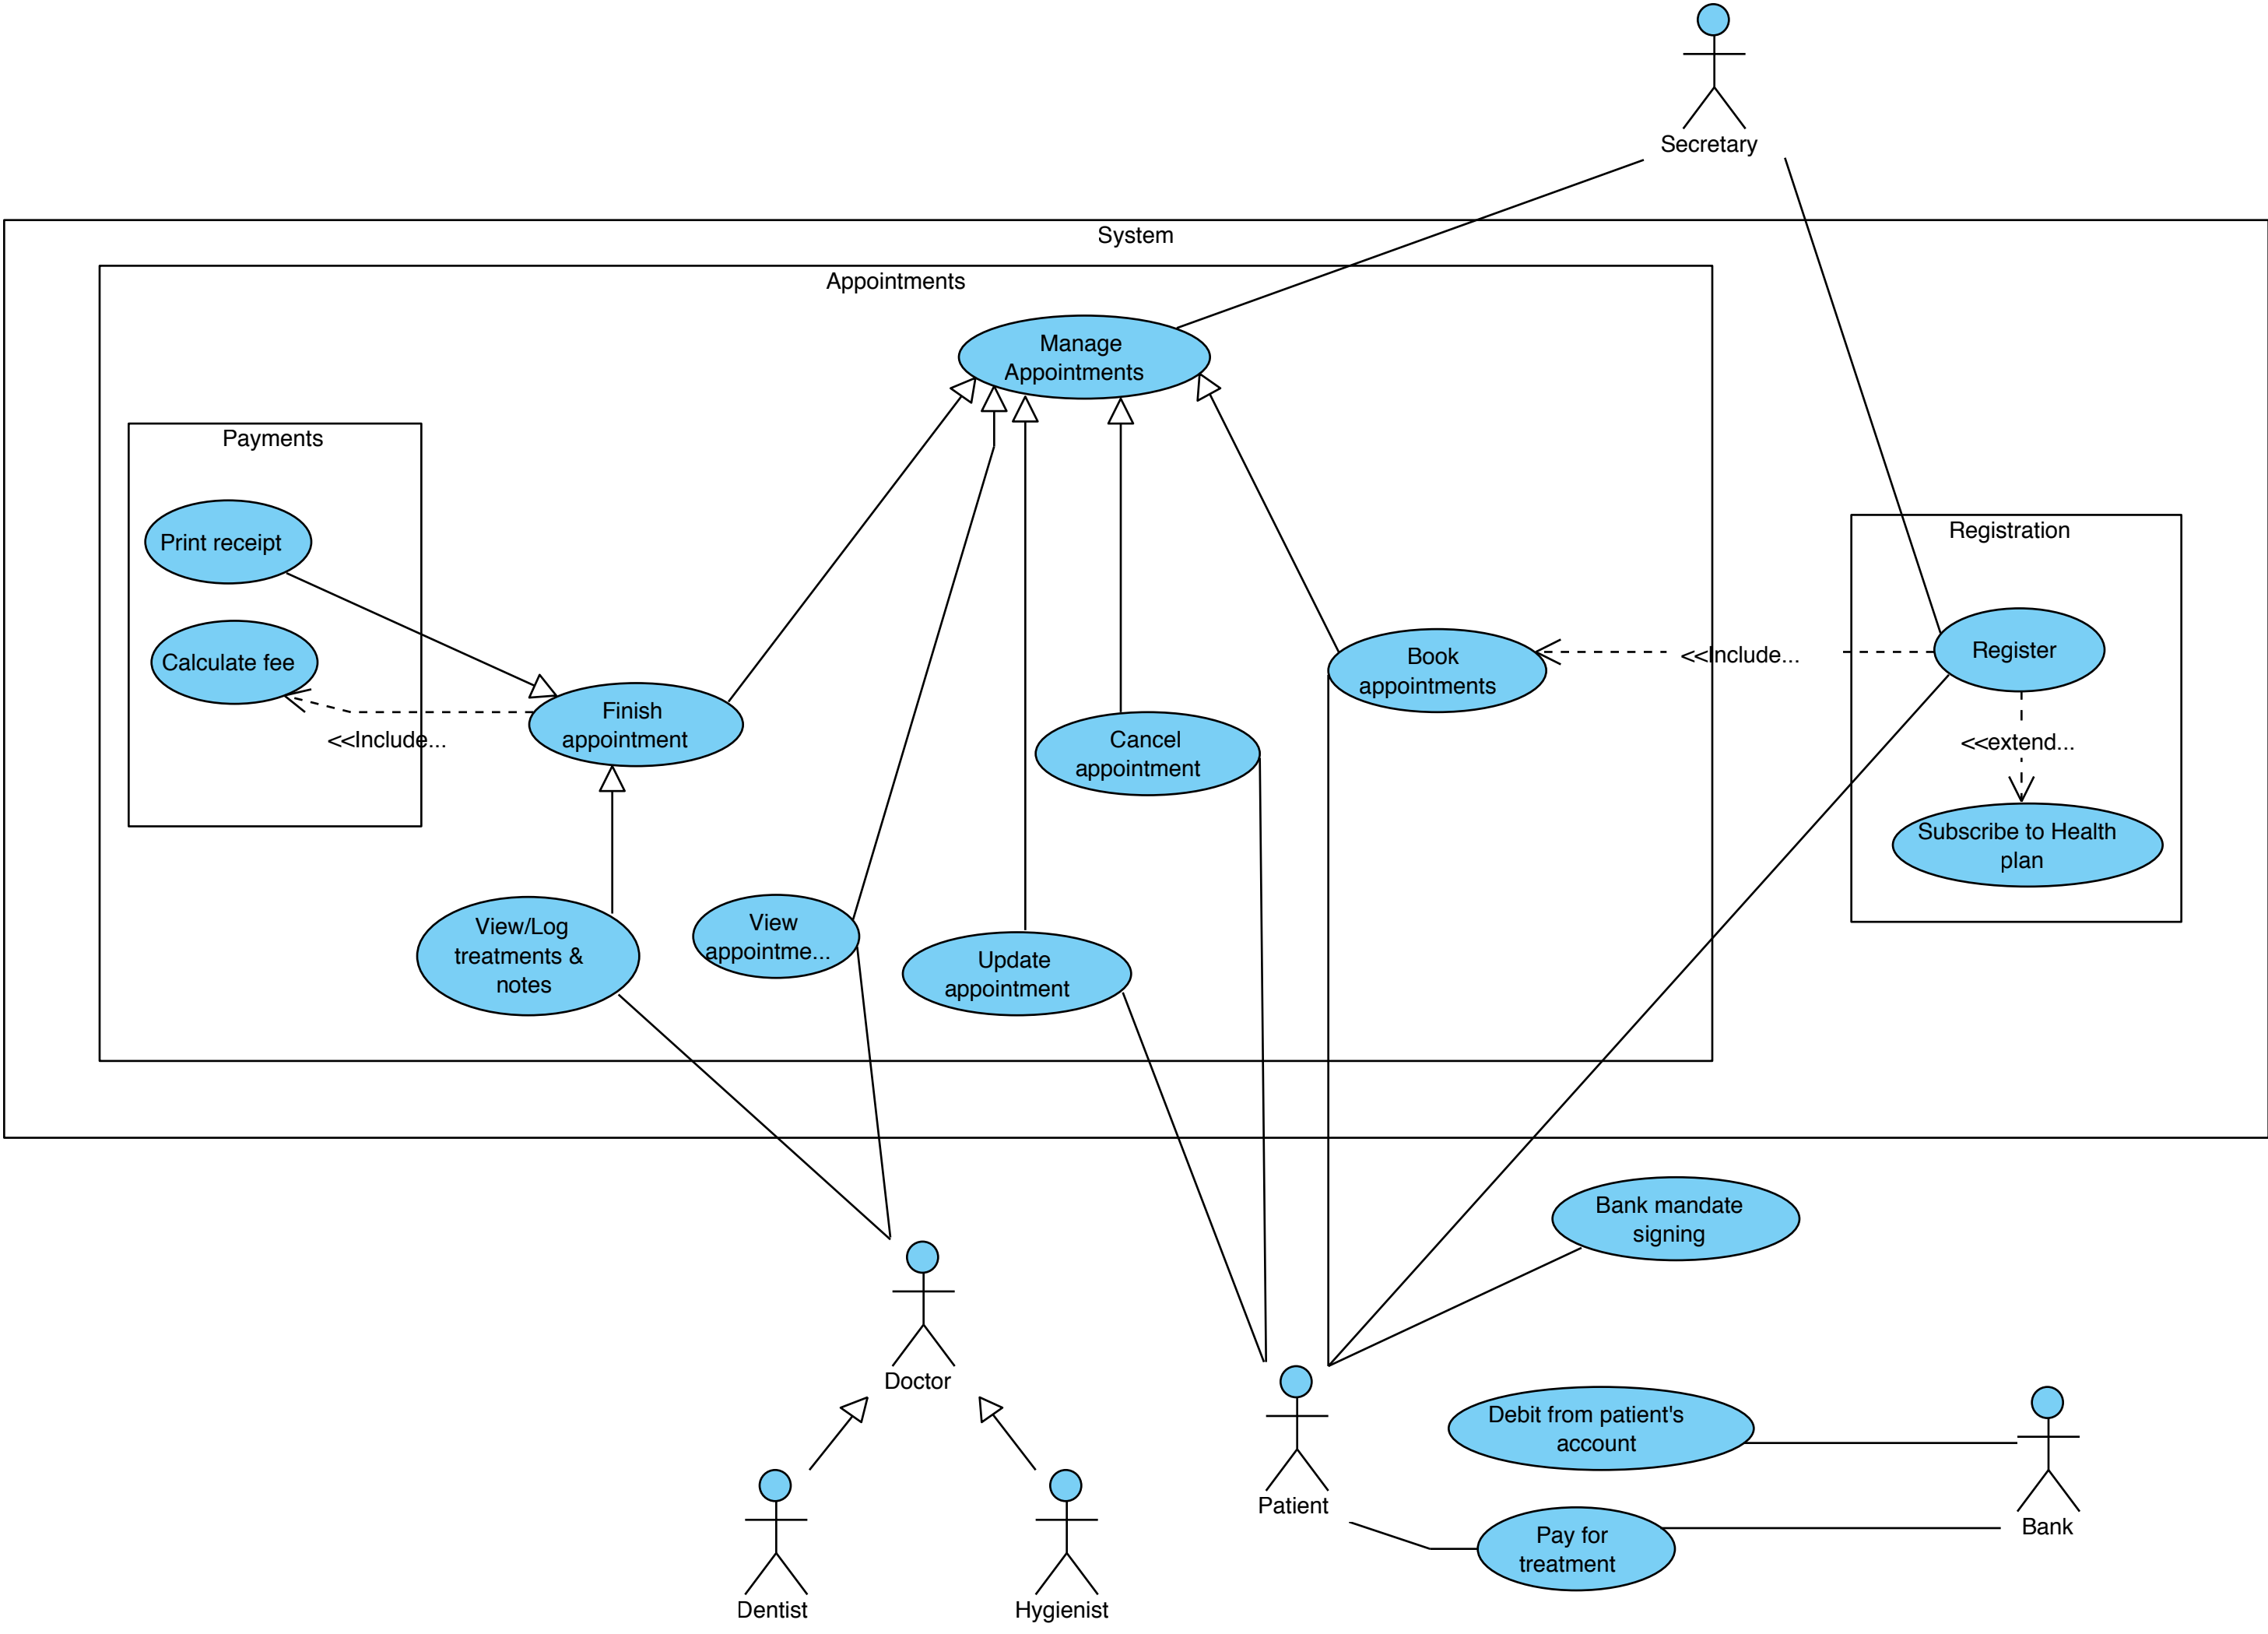 Secretary
System
Appointments
Manage
Appointments
Payments
Print receipt
Registration
Calculate fee
Book
appointments
<<Include...
Register
Finish
appointment
<<Include...
Cancel
appointment
<<extend...
Subscribe to Health
plan
View/Log
treatments &
notes
View
appointme...
Update
appointment
Bank mandate
signing
Doctor
Debit from patient's
account
Patient
Bank
Pay for
treatment
Dentist
Hygienist